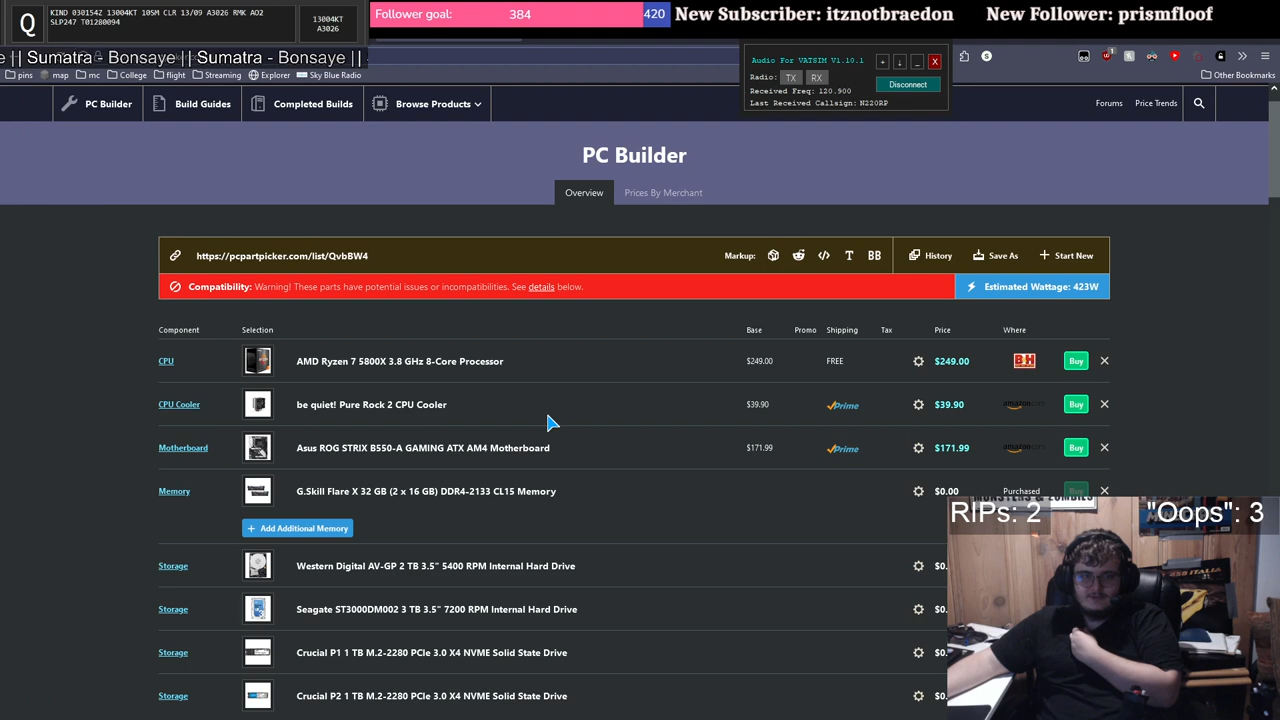 Q
KIND 030154Z 13004KT 10SM CLR 13/09 A3026 RMK AO2
SLP247 T01280094
13004KT
A3026
Follower goal:
384
420
New Subscriber: itznotbraedon
New Follower: prismfloof
Sumatra - Bonsaye || Sumatra - Bonsaye ||
Audio For VATSIM V1.10.1
+
↓
_
X
Radio:
TX
RX
Received Freq: 120.900
Disconnect
Last Received Callsign: N220RP
S
pins
map
mc
College
flight
Streaming
Explorer
Sky Blue Radio
Other Bookmarks
PC Builder
Build Guides
Completed Builds
Browse Products
Forums
Price Trends
PC Builder
Overview
Prices By Merchant
https://pcpartpicker.com/list/QvbBW4
Markup:
T
BB
History
Save As
+ Start New
Compatibility: Warning! These parts have potential issues or incompatibilities. See details below.
Estimated Wattage: 423W
Component
Selection
Base
Promo
Shipping
Tax
Price
Where
CPU
AMD Ryzen 7 5800X 3.8 GHz 8-Core Processor
$249.00
FREE
$249.00
B&H
Buy
CPU Cooler
be quiet! Pure Rock 2 CPU Cooler
$39.90
Prime
$39.90
amazon.com
Buy
Motherboard
Asus ROG STRIX B550-A GAMING ATX AM4 Motherboard
$171.99
Prime
$171.99
amazon.com
Buy
Memory
G.Skill Flare X 32 GB (2 x 16 GB) DDR4-2133 CL15 Memory
$0.00
Purchased
Buy
+ Add Additional Memory
Storage
Western Digital AV-GP 2 TB 3.5" 5400 RPM Internal Hard Drive
$0.
Storage
Seagate ST3000DM002 3 TB 3.5" 7200 RPM Internal Hard Drive
$0.
Storage
Crucial P1 1 TB M.2-2280 PCIe 3.0 X4 NVME Solid State Drive
$0.
Storage
Crucial P2 1 TB M.2-2280 PCIe 3.0 X4 NVME Solid State Drive
$0.
RIPs: 2
"Oops": 3